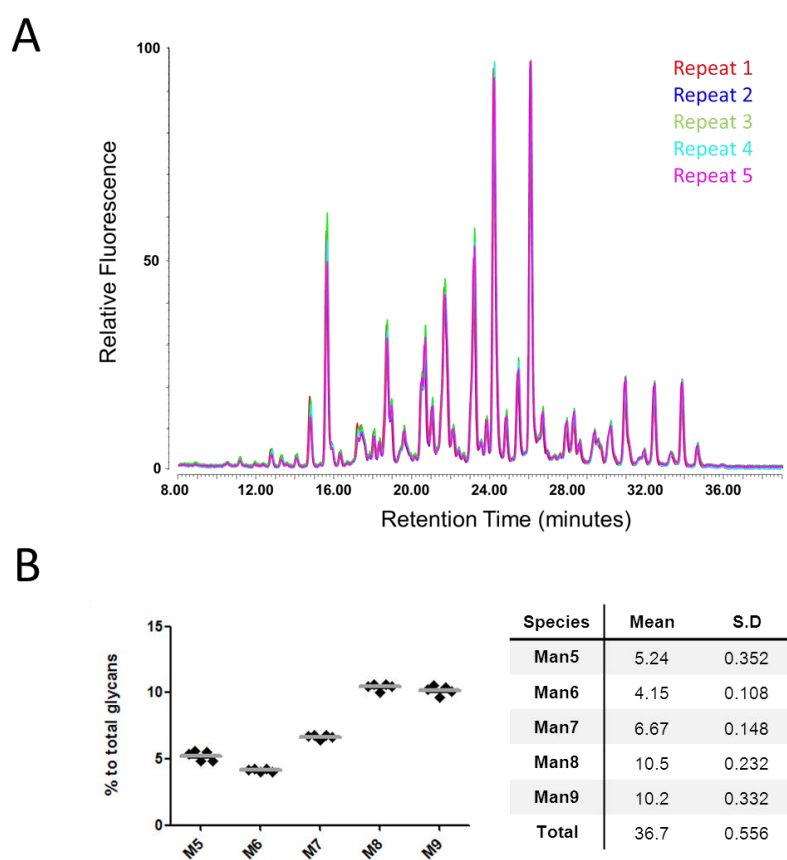 A
100
50
0
Relative Fluorescence
Repeat 1
Repeat 2
Repeat 3
Repeat 4
Repeat 5
8.00 12.00 16.00 20.00 24.00 28.00 32.00 36.00
Retention Time (minutes)
B
15
10
5
0
% to total glycans
M5 M6 M7 M8 M9
Species Mean S.D
Man5 5.24 0.352
Man6 4.15 0.108
Man7 6.67 0.148
Man8 10.5 0.232
Man9 10.2 0.332
Total 36.7 0.556